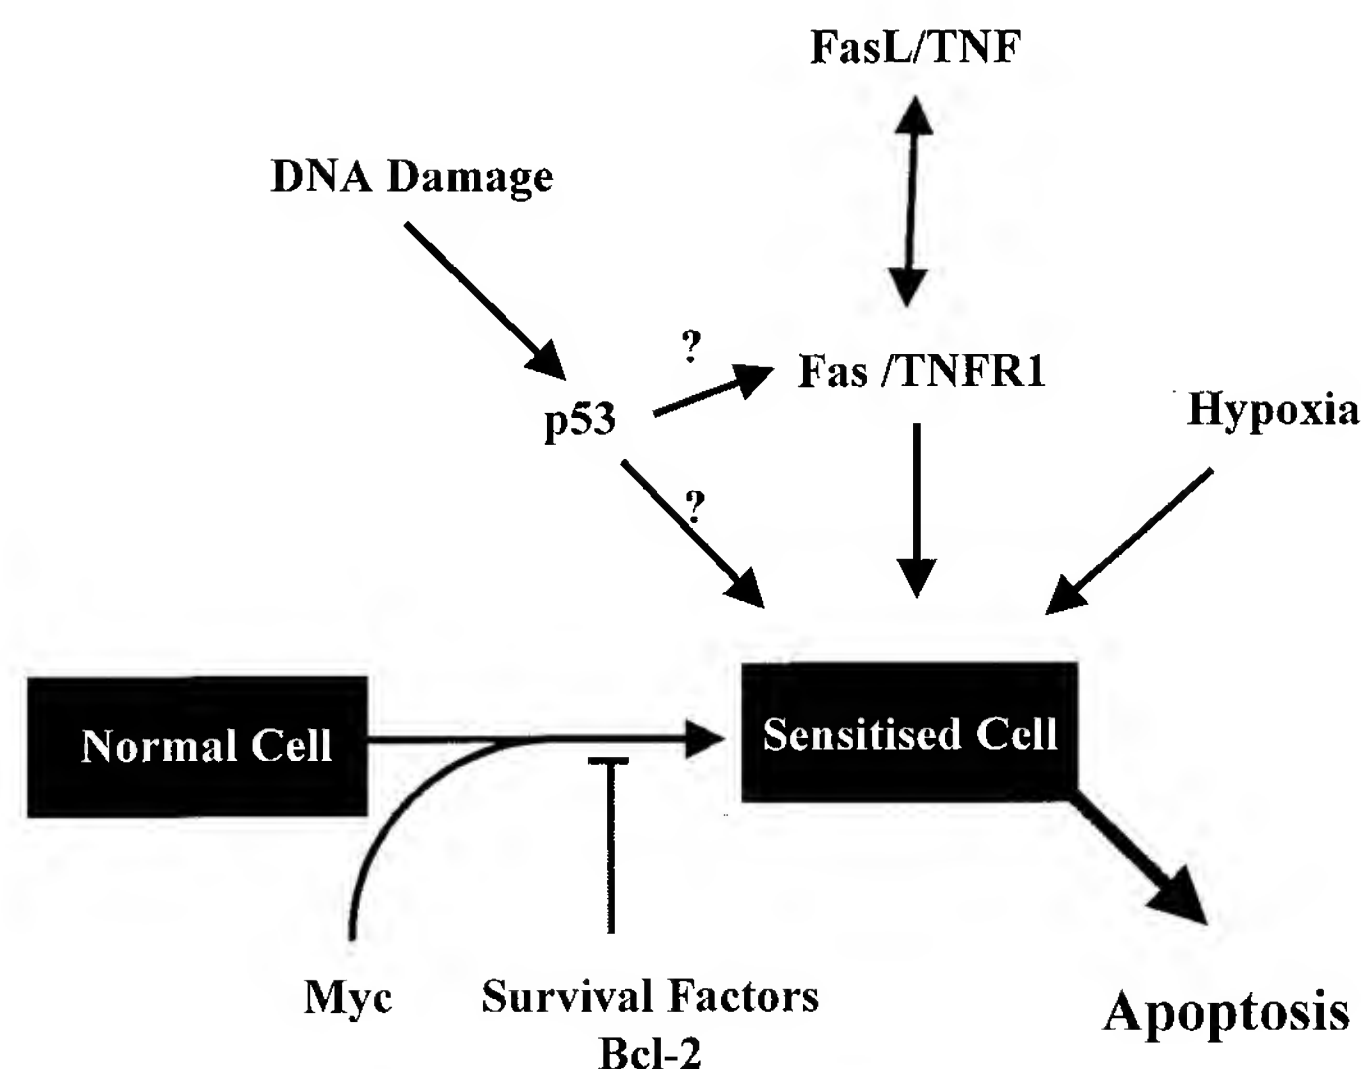 FasL/TNF
DNA Damage
?
Fas /TNFR1
p53
Hypoxia
?
Normal Cell
Sensitised Cell
Myc
Survival Factors
Bcl-2
Apoptosis